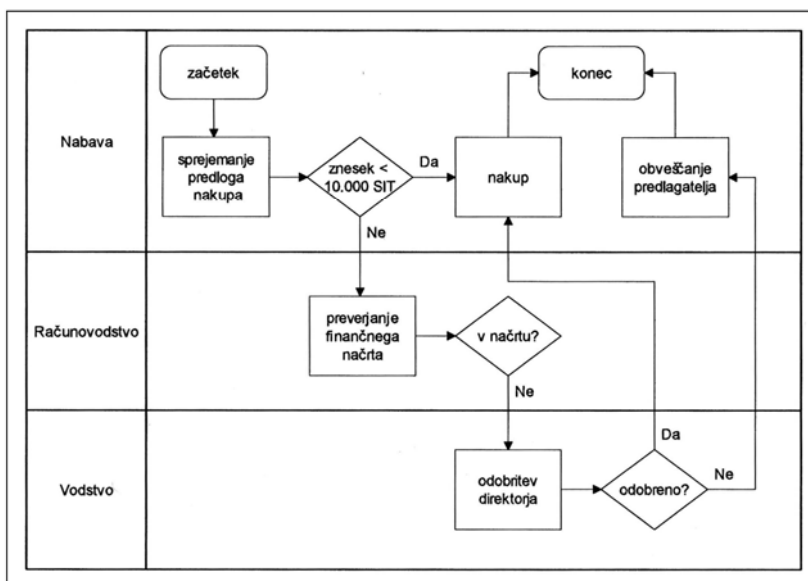 Nabava
začetek
konec
sprejemanje
predloga
nakupa
znesek <
10.000 SIT
Da
nakup
obveščanje
predlagatelja
Ne
Računovodstvo
preverjanje
finančnega
načrta
v načrtu?
Ne
Vodstvo
odobritev
direktorja
odobreno?
Da
Ne